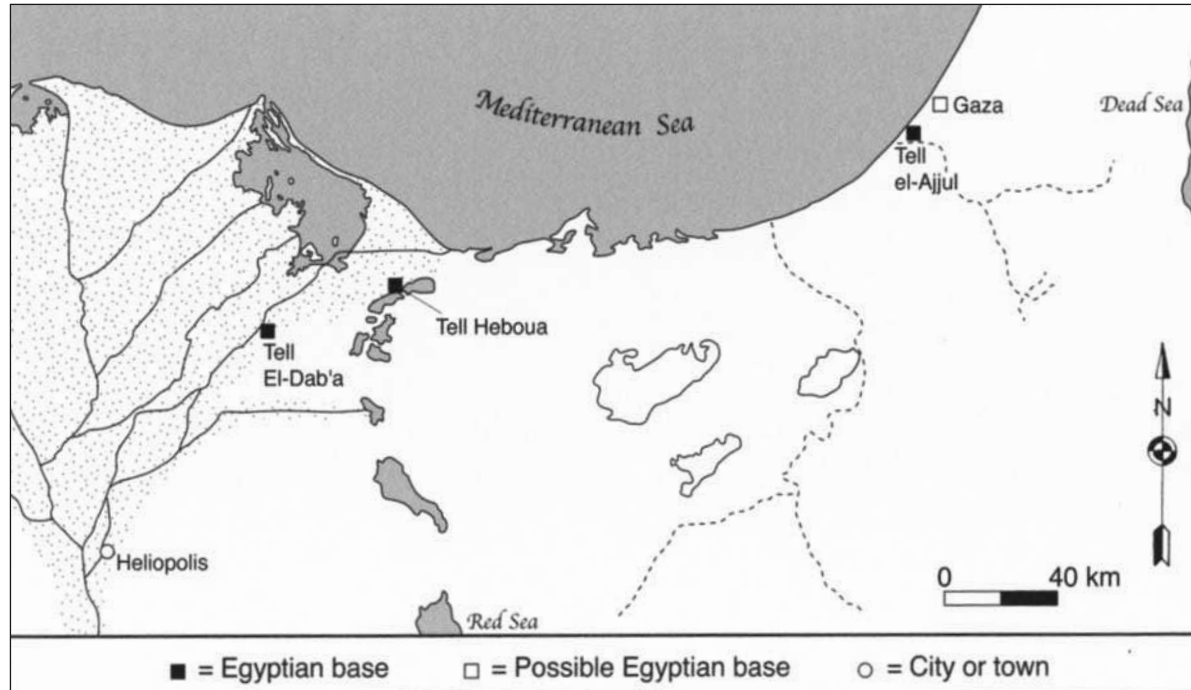 Mediterranean Sea
Gaza
Dead Sea
Tell
el-Ajjul
Tell Heboua
Tell
El-Dab'a
N
Heliopolis
0 40 km
Red Sea
■ = Egyptian base □ = Possible Egyptian base ○ = City or town